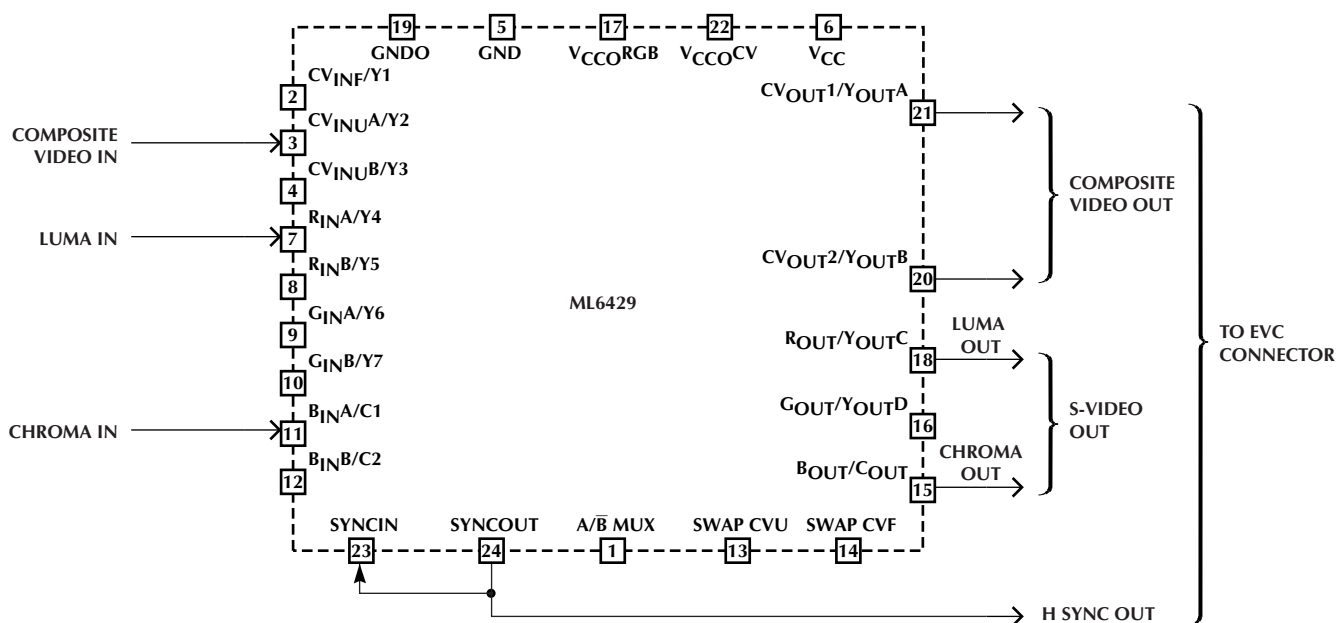 19 5 17 22 6
GNDO GND VCCORGB VCCOCV VCC
CVINF/Y1
2
CVOUT1/YOUTA
21
COMPOSITE
VIDEO IN
CVINUA/Y2
3
CVINUB/Y3
4
COMPOSITE
VIDEO OUT
LUMA IN
RINA/Y4
7
RINB/Y5
8
CVOUT2/YOUTB
20
ML6429
GINA/Y6
9
ROUT/YOUTC
18
LUMA
OUT
TO EVC
CONNECTOR
GINB/Y7
10
GOUT/YOUTD
16
S-VIDEO
OUT
CHROMA IN
BINA/C1
11
BINB/C2
12
BOUT/COUT
15
CHROMA
OUT
SYNCIN SYNCOUT A/B̅ MUX SWAP CVU SWAP CVF
23 24 1 13 14
H SYNC OUT